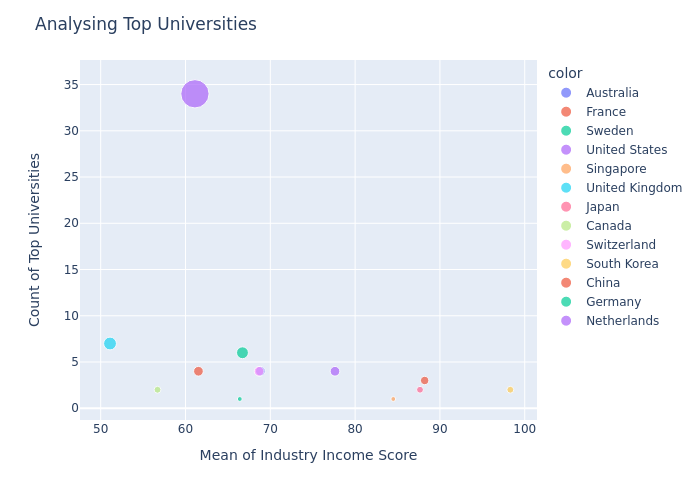 Analysing Top Universities
color
Australia
France
Sweden
United States
Singapore
United Kingdom
Japan
Canada
Switzerland
South Korea
China
Germany
Netherlands
Count of Top Universities
35
30
25
20
15
10
5
0
50
60
70
80
90
100
Mean of Industry Income Score